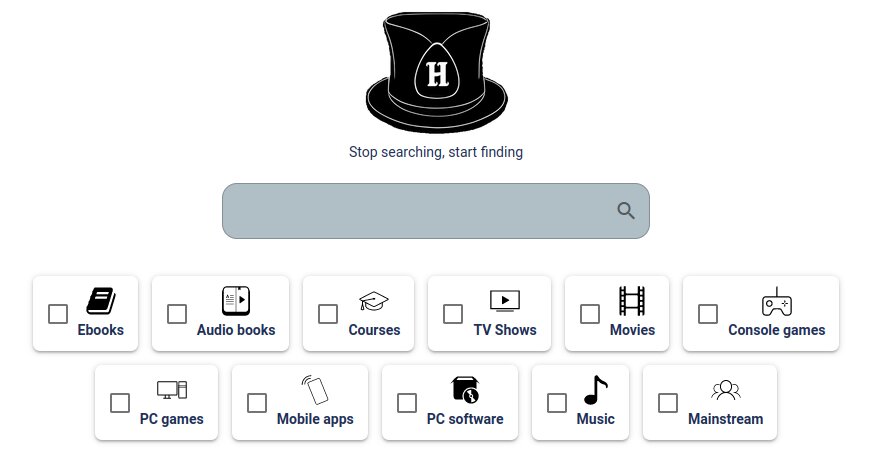 H
Stop searching, start finding
Ebooks
Audio books
Courses
TV Shows
Movies
Console games
PC games
Mobile apps
PC software
Music
Mainstream